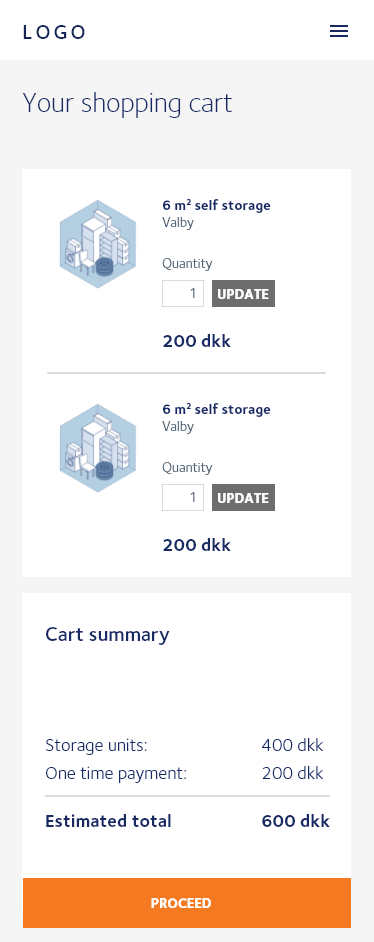 LOGO
Your shopping cart
6 m² self storage
Valby
Quantity
1 UPDATE
200 dkk
6 m² self storage
Valby
Quantity
1 UPDATE
200 dkk
Cart summary
Storage units: 400 dkk
One time payment: 200 dkk
Estimated total 600 dkk
PROCEED